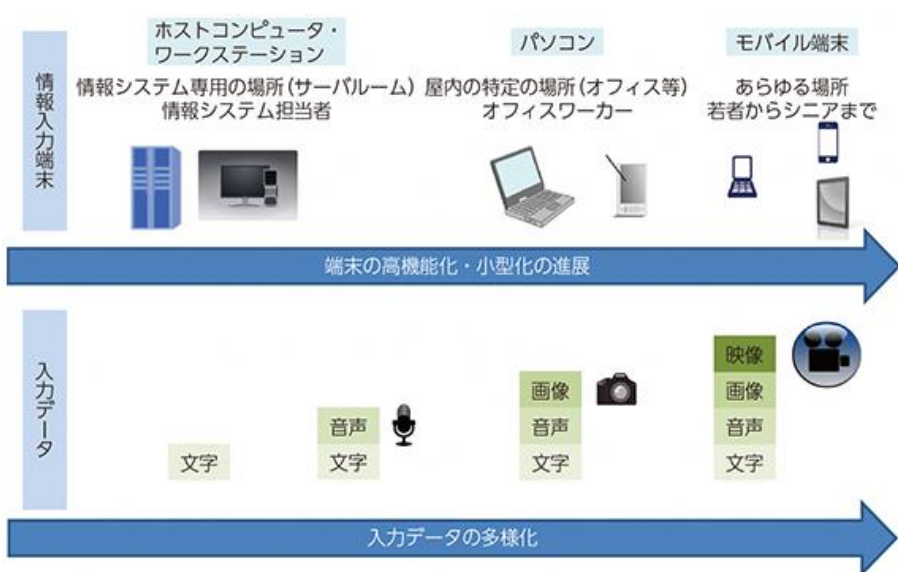 ホストコンピュータ・
ワークステーション
パソコン
モバイル端末
情報入力端末
情報システム専用の場所(サーバルーム)
情報システム担当者
屋内の特定の場所(オフィス等)
オフィスワーカー
あらゆる場所
若者からシニアまで
端末の高機能化・小型化の進展
入力データ
文字
音声
文字
画像
音声
文字
映像
画像
音声
文字
入力データの多様化